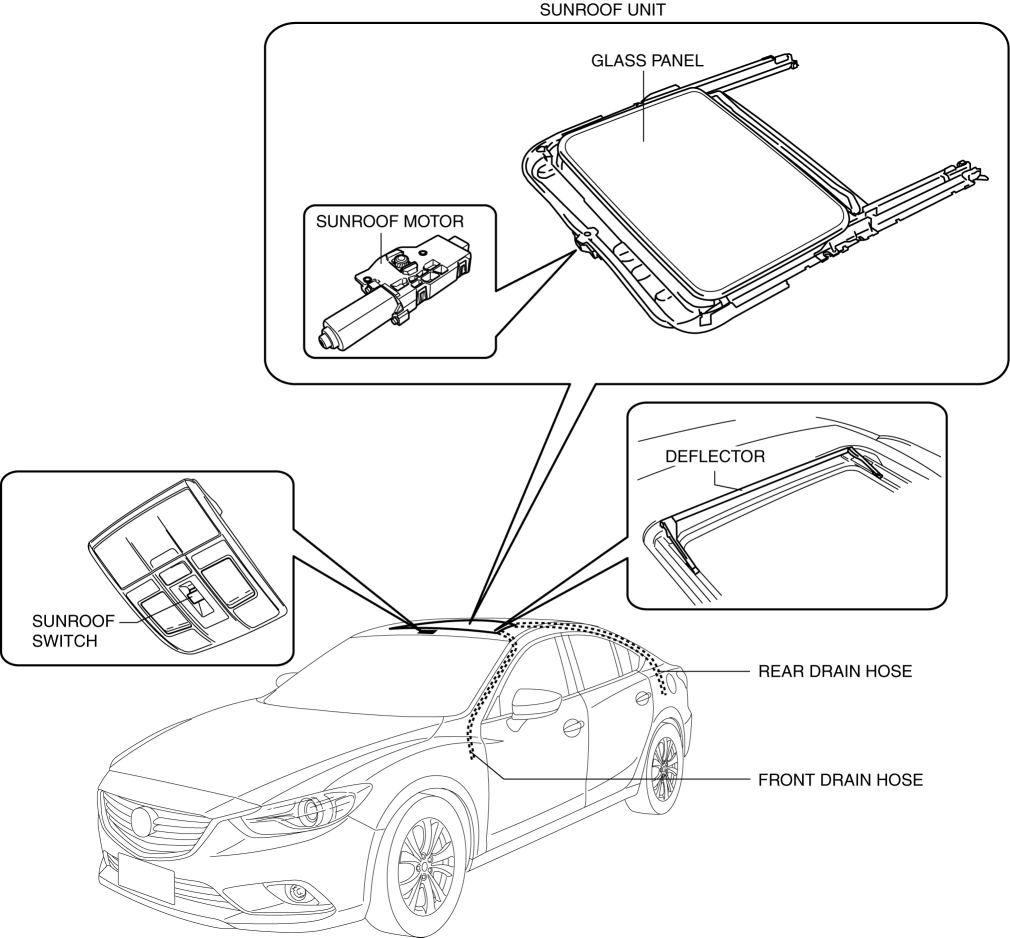 SUNROOF UNIT
GLASS PANEL
SUNROOF MOTOR
DEFLECTOR
SUNROOF
SWITCH
REAR DRAIN HOSE
FRONT DRAIN HOSE